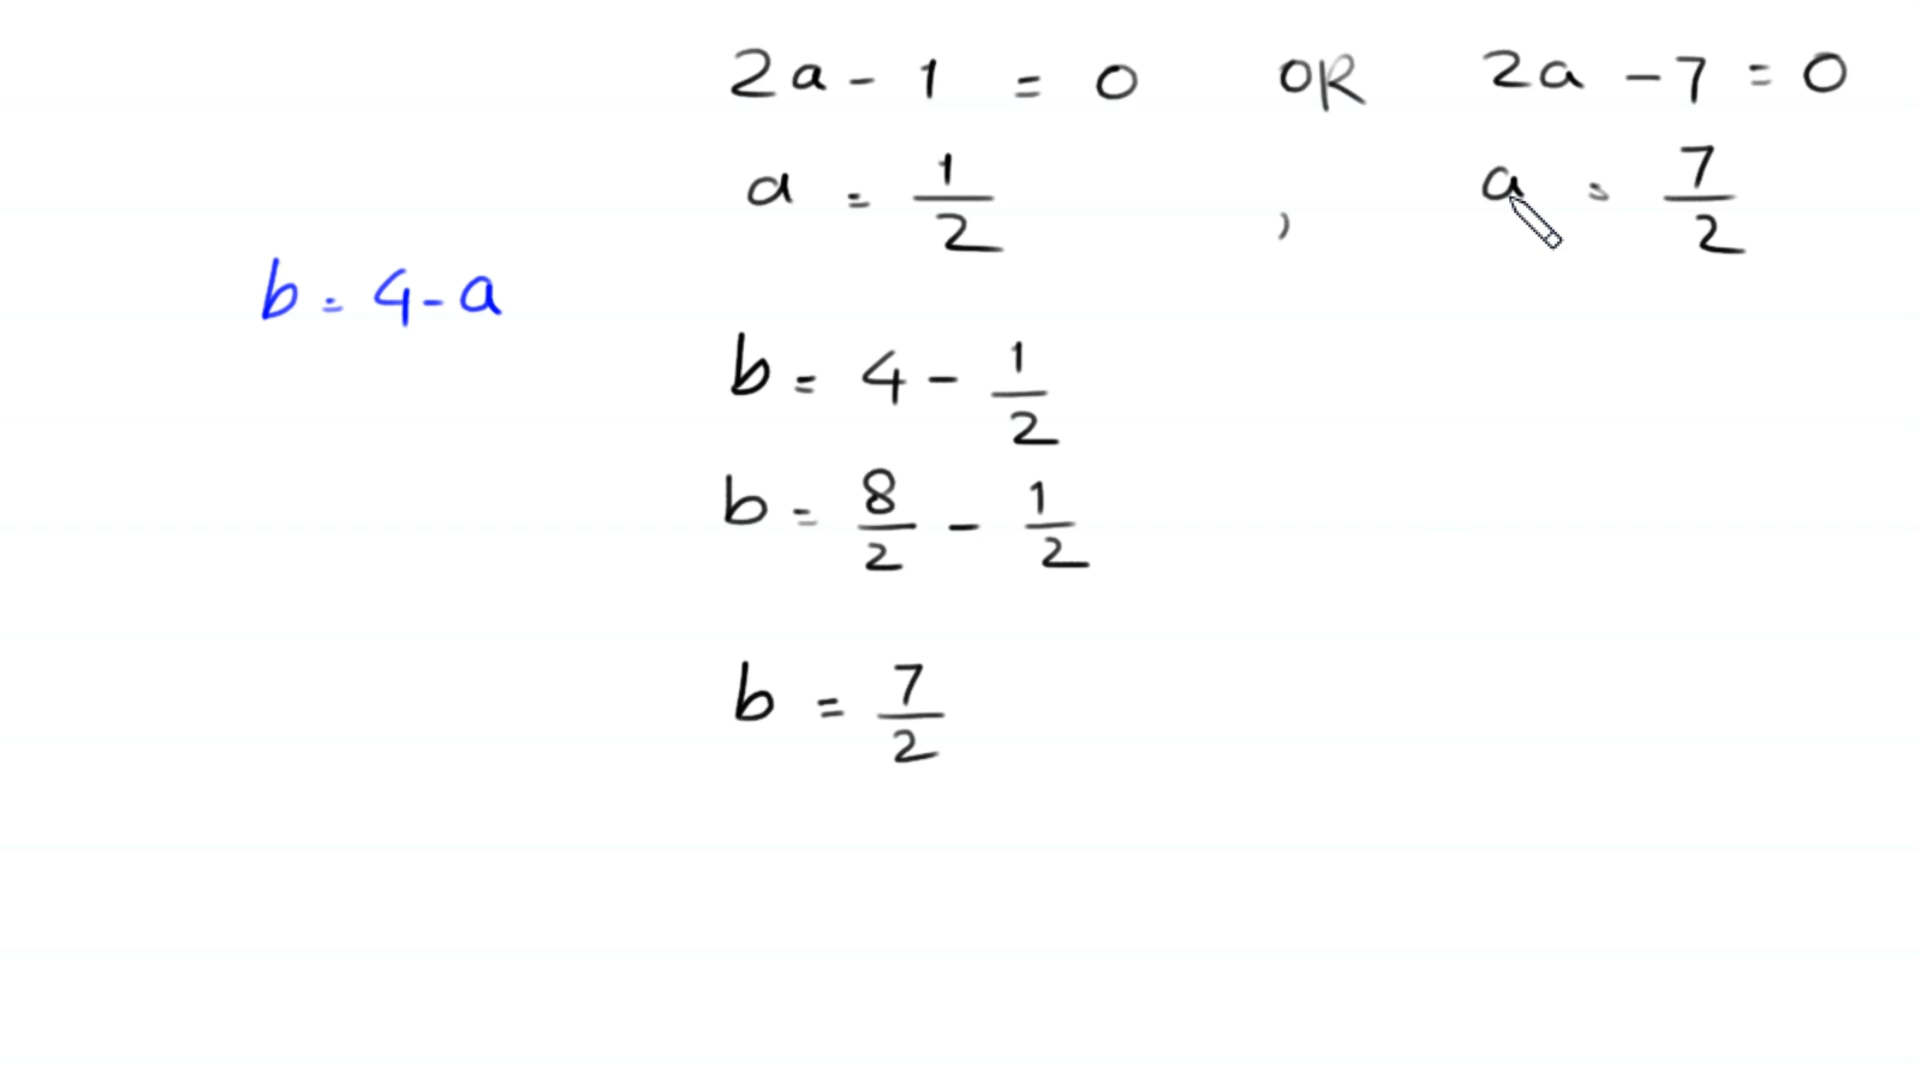 2a - 1 = 0 OR 2a - 7 = 0
a = 1/2 , a = 7/2
b = 4 - a
b = 4 - 1/2
b = 8/2 - 1/2
b = 7/2